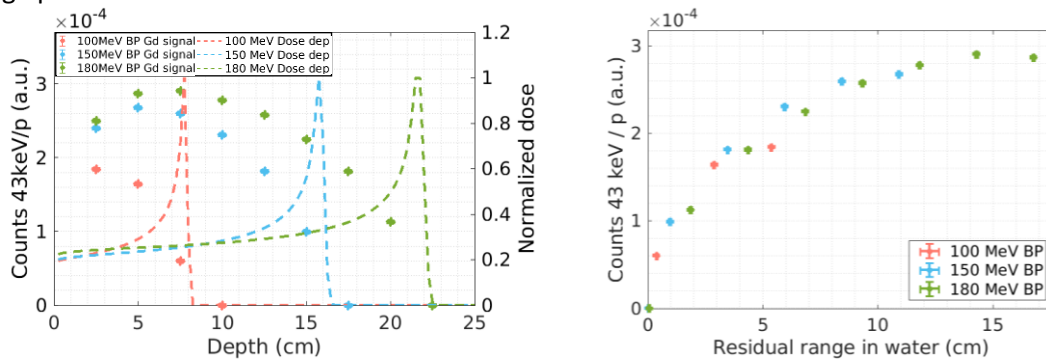 ×10⁻⁴
100MeV BP Gd signal
150MeV BP Gd signal
180MeV BP Gd signal
100 MeV Dose dep
150 MeV Dose dep
180 MeV Dose dep
Counts 43keV/p (a.u.)
3
2
1
0
1.2
1
0.8
0.6
0.4
0.2
0
Normalized dose
0 5 10 15 20 25
Depth (cm)
×10⁻⁴
Counts 43 keV / p (a.u.)
4
3
2
1
0
100 MeV BP
150 MeV BP
180 MeV BP
0 5 10 15
Residual range in water (cm)